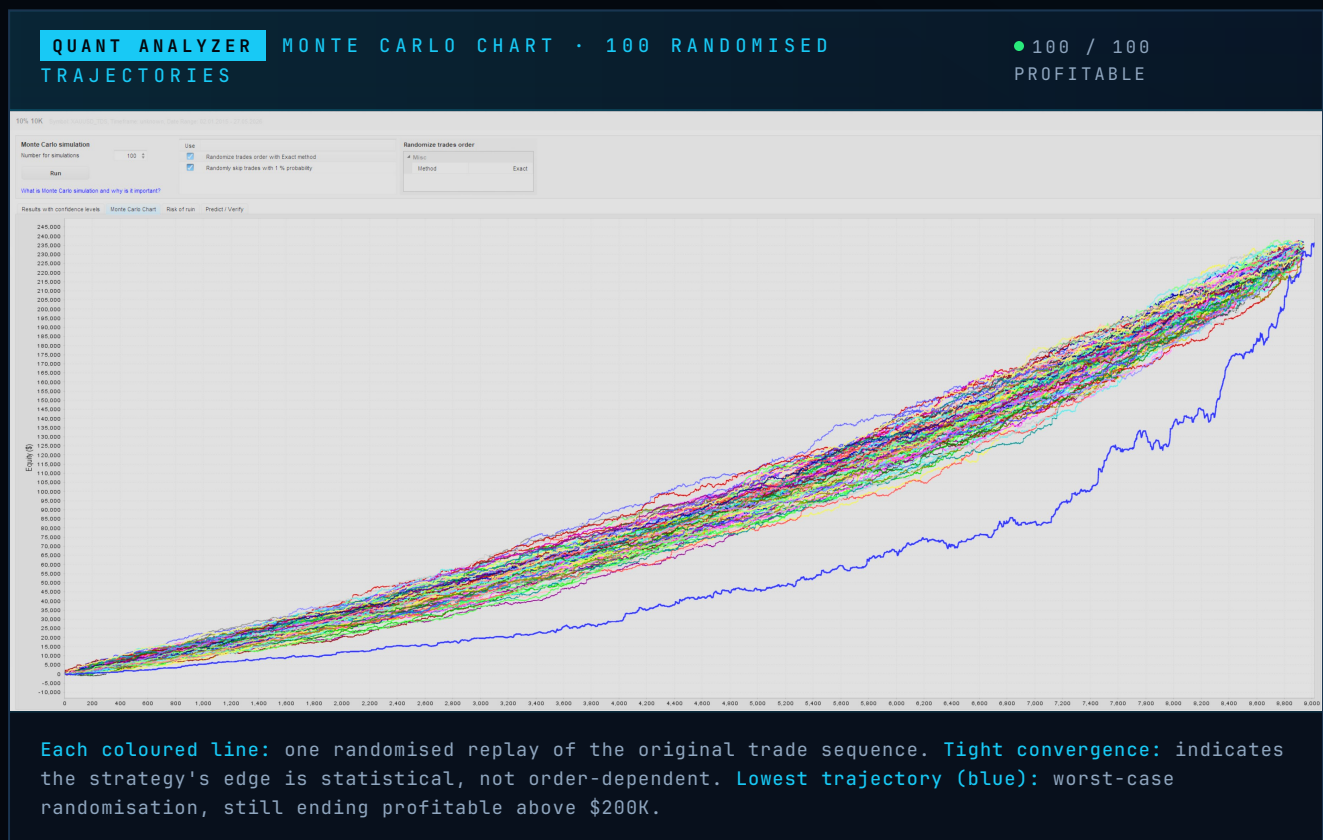 QUANT ANALYZER MONTE CARLO CHART · 100 RANDOMISED
TRAJECTORIES
100 / 100
PROFITABLE
10% 10K
Monte Carlo simulation
Number for simulations 100
Run
What is Monte Carlo simulation and why is it important?
Use
Randomize trades order with Exact method
Randomly skip trades with 1 % probability
Randomize trades order
Misc
Method Exact
Results with confidence levels Monte Carlo Chart Risk of ruin Predict / Verify
245,000
240,000
235,000
230,000
225,000
220,000
215,000
210,000
205,000
200,000
195,000
190,000
185,000
180,000
175,000
170,000
165,000
160,000
155,000
150,000
145,000
140,000
135,000
130,000
125,000
120,000
115,000
110,000
105,000
100,000
95,000
90,000
85,000
80,000
75,000
70,000
65,000
60,000
55,000
50,000
45,000
40,000
35,000
30,000
25,000
20,000
15,000
10,000
5,000
0
-5,000
-10,000
Equity ($)
0 200 400 600 800 1,000 1,200 1,400 1,600 1,800 2,000 2,200 2,400 2,600 2,800 3,000 3,200 3,400 3,600 3,800 4,000 4,200 4,400 4,600 4,800 5,000 5,200 5,400 5,600 5,800 6,000 6,200 6,400 6,600 6,800 7,000 7,200 7,400 7,600 7,800 8,000 8,200 8,400 8,600 8,800 9,000
Each coloured line: one randomised replay of the original trade sequence. Tight convergence: indicates
the strategy's edge is statistical, not order-dependent. Lowest trajectory (blue): worst-case
randomisation, still ending profitable above $200K.